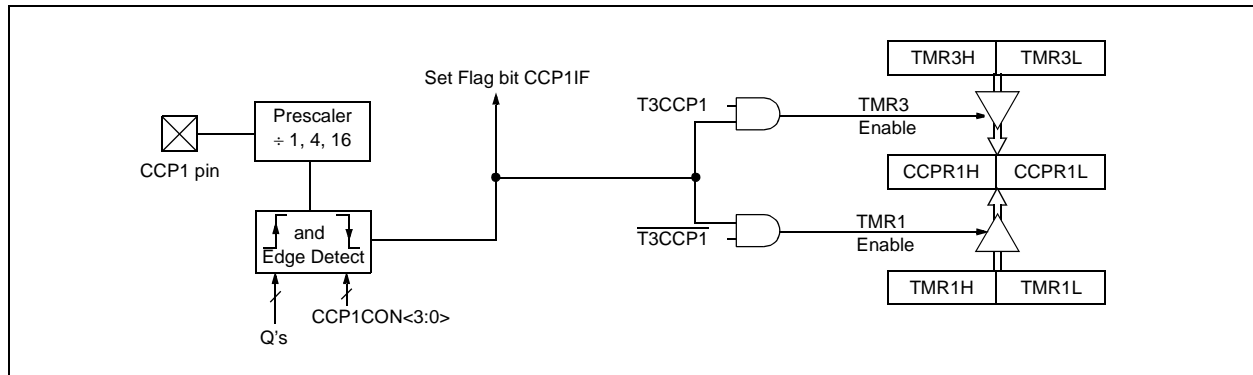 TMR3H TMR3L
Set Flag bit CCP1IF
T3CCP1
TMR3
Enable
Prescaler
÷ 1, 4, 16
CCP1 pin
CCPR1H CCPR1L
and
Edge Detect
T3CCP1
TMR1
Enable
TMR1H TMR1L
CCP1CON<3:0>
Q's